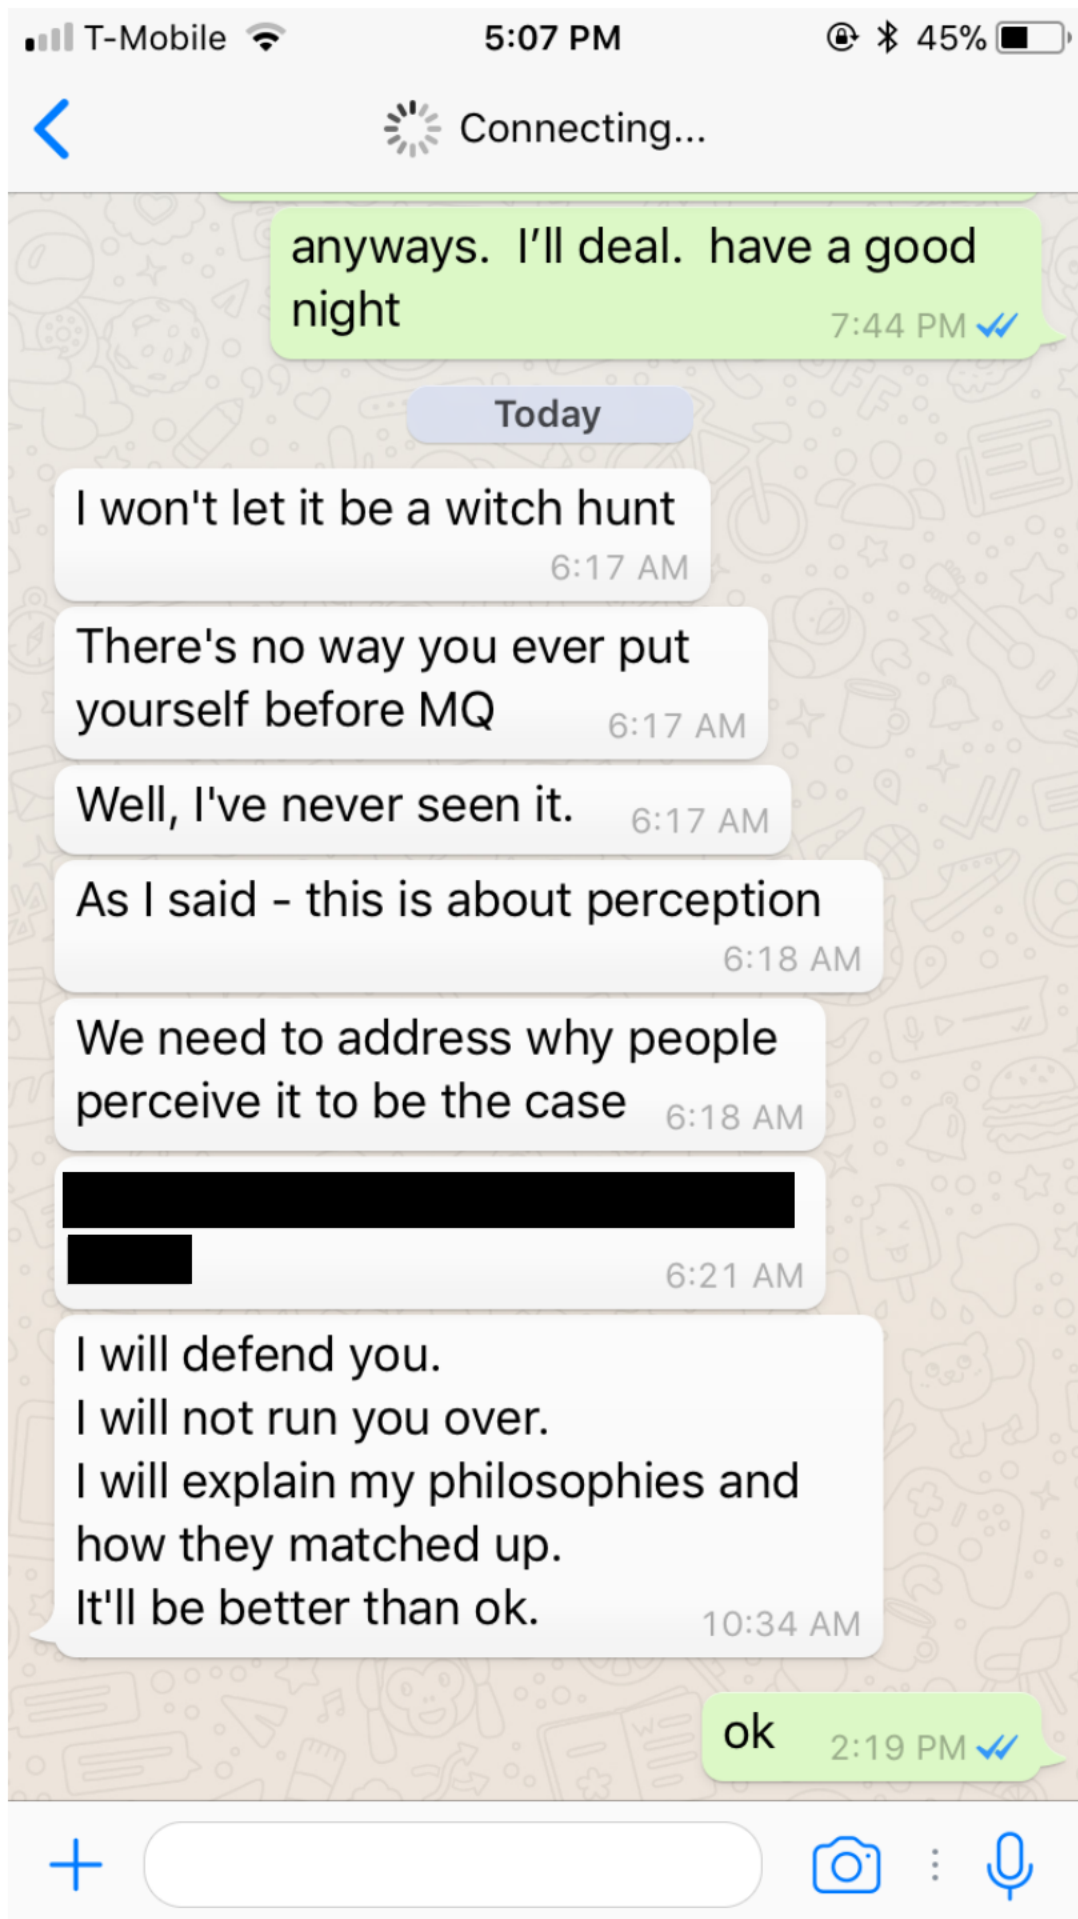 T-Mobile 5:07 PM 45%
Connecting...
anyways.  I’ll deal.  have a good
night
7:44 PM
Today
I won't let it be a witch hunt
6:17 AM
There's no way you ever put
yourself before MQ 6:17 AM
Well, I've never seen it. 6:17 AM
As I said - this is about perception
6:18 AM
We need to address why people
perceive it to be the case 6:18 AM
6:21 AM
I will defend you.
I will not run you over.
I will explain my philosophies and
how they matched up.
It'll be better than ok. 10:34 AM
ok 2:19 PM